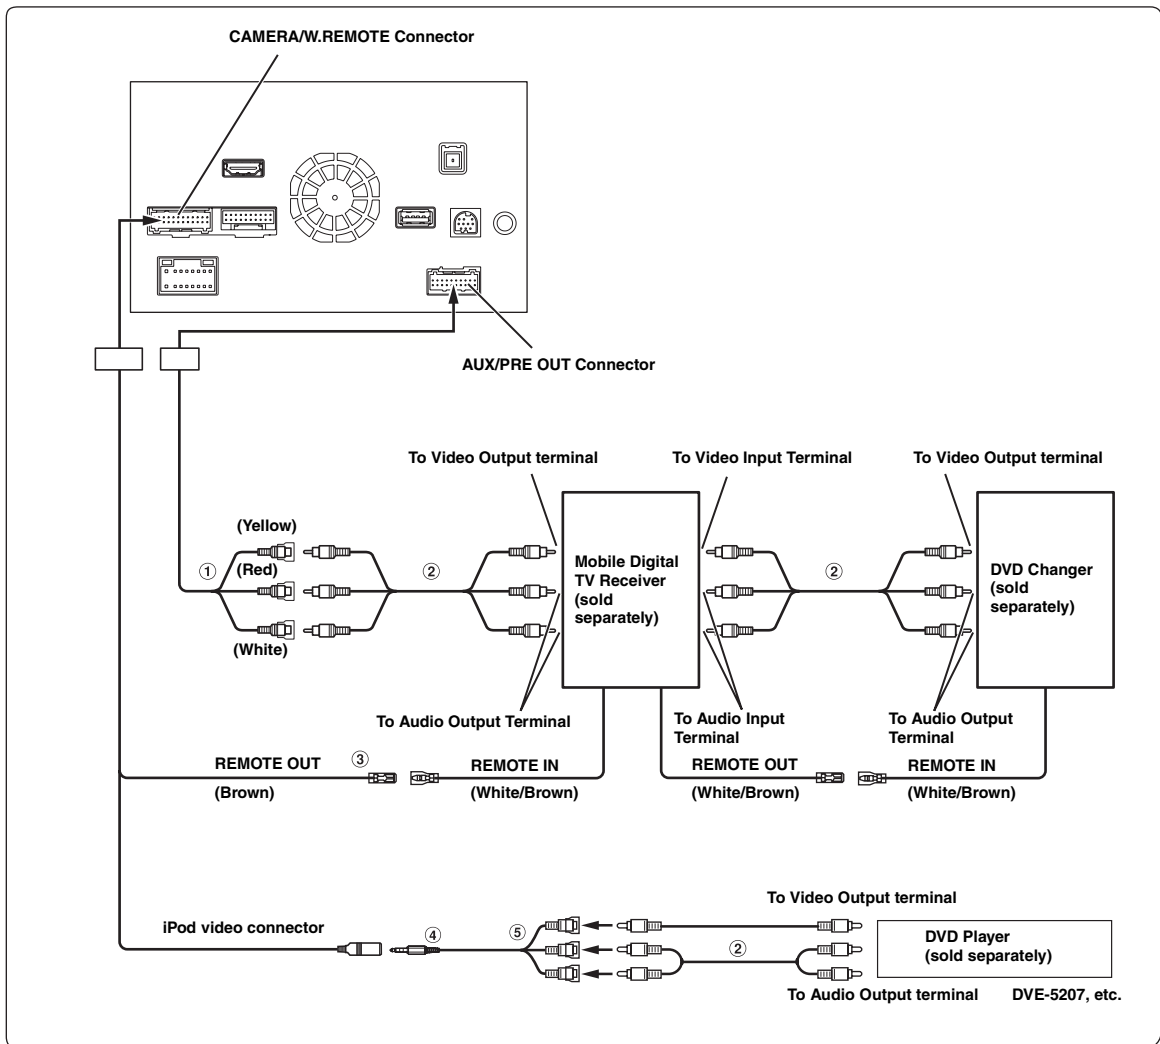 CAMERA/W.REMOTE Connector
AUX/PRE OUT Connector
To Video Output terminal
To Video Input Terminal
To Video Output terminal
(Yellow)
(Red)
(White)
①
②
②
Mobile Digital
TV Receiver
(sold
separately)
DVD Changer
(sold
separately)
To Audio Output Terminal
To Audio Input
Terminal
To Audio Output
Terminal
REMOTE OUT
(Brown)
③
REMOTE IN
(White/Brown)
REMOTE OUT
(White/Brown)
REMOTE IN
(White/Brown)
iPod video connector
④
⑤
②
To Video Output terminal
DVD Player
(sold separately)
To Audio Output terminal
DVE-5207, etc.